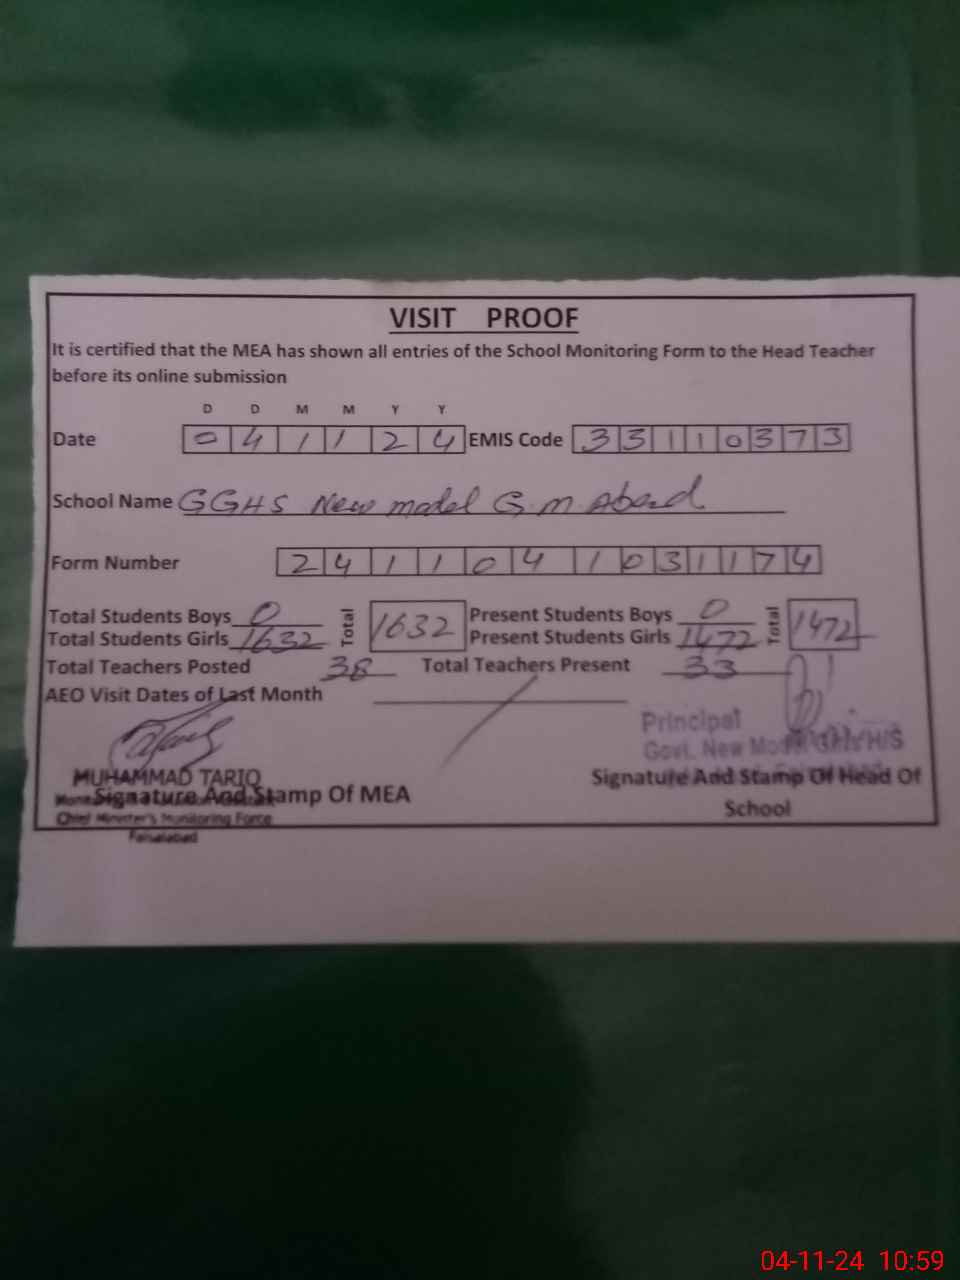 VISIT PROOF
It is certified that the MEA has shown all entries of the School Monitoring Form to the Head Teacher
before its online submission
D D M M Y Y
Date 0 4 1 1 2 4 EMIS Code 3 3 1 1 0 3 7 3
School Name GGHS New model G.M.Abad
Form Number 2 4 1 1 0 4 1 0 3 1 1 7 4
Total Students Boys 0 Total 1632 Present Students Boys 0 Total 1472
Total Students Girls 1632 Present Students Girls 1472
Total Teachers Posted 38 Total Teachers Present 33
AEO Visit Dates of Last Month
Principal
Govt. New Model
MUHAMMAD TARIQ
Signature And Stamp Of MEA
Signature And Stamp Of Head Of
School
Chief Minister's Monitoring Force
Faisalabad
04-11-24 10:59